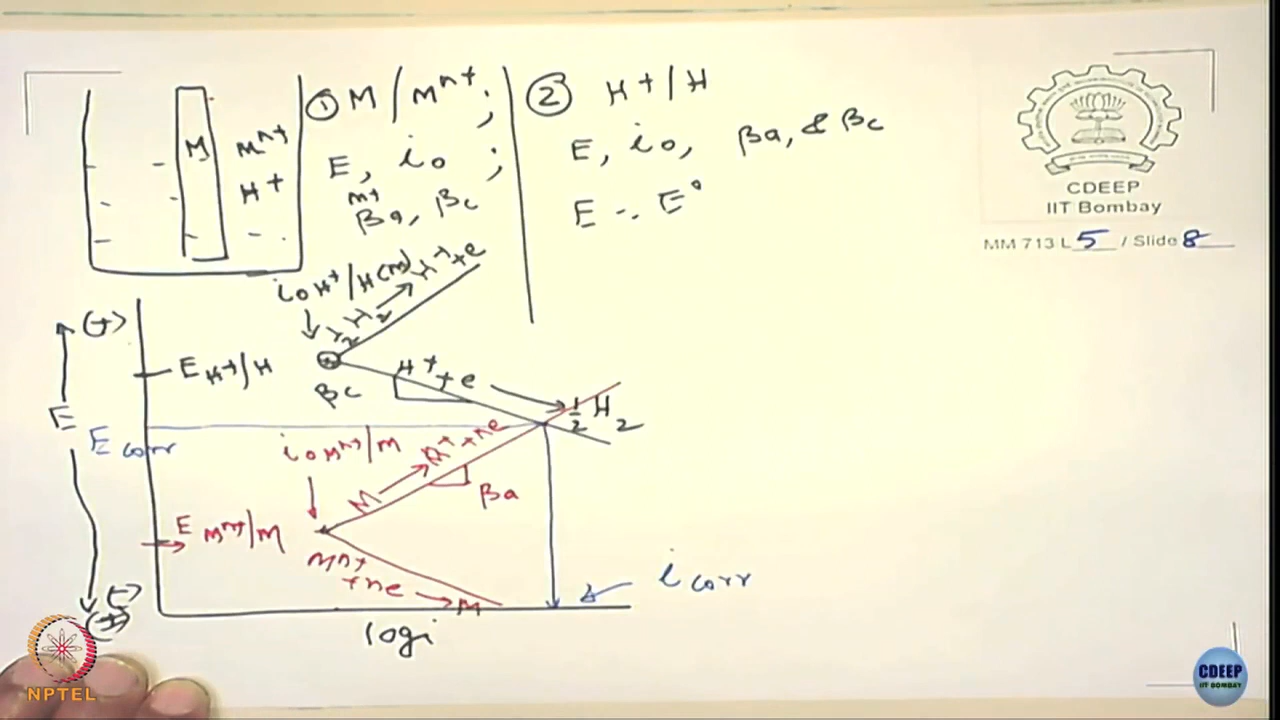 ① M / Mⁿ⁺ ;
E, i₀ ;
βa, βc
M
Mⁿ⁺
H⁺
② H⁺/H
E, i₀, βa, & βc
E -. E°
CDEEP
IIT Bombay
MM 713 L 5 / Slide 8
i₀ H⁺/H(M)
½ H₂ → H⁺ + e
(+)
E H⁺/H
βc
H⁺ + e → ½ H₂
E
E corr
i₀ Mⁿ⁺/M
M → Mⁿ⁺ + ne
βa
E Mⁿ⁺/M
Mⁿ⁺
+ne → M
i corr
(-)
log i
NPTEL
CDEEP
IIT BOMBAY